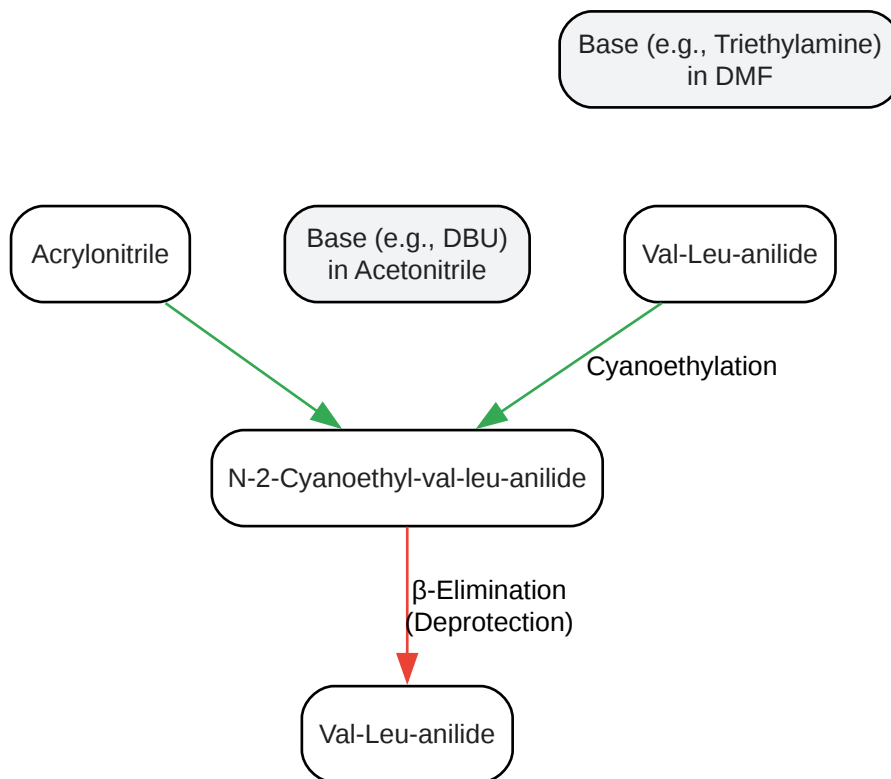 Base (e.g., Triethylamine)
in DMF
Acrylonitrile
Base (e.g., DBU)
in Acetonitrile
Val-Leu-anilide
Cyanoethylation
N-2-Cyanoethyl-val-leu-anilide
β-Elimination
(Deprotection)
Val-Leu-anilide